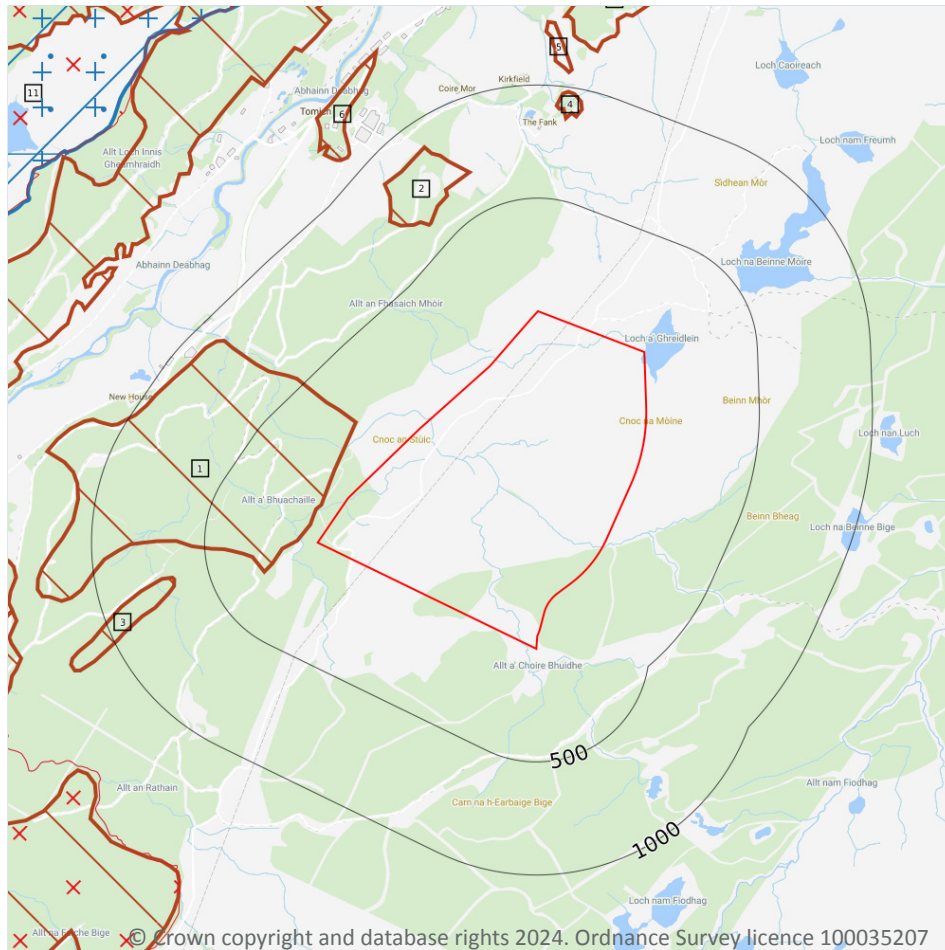 5
Loch Caoireach
Kirkfield
Coire Mor
11
Abhainn Deabhag
4
Tomich
6
The Fank
Loch nam Freumh
Allt Loch Innis
Gheamhraidh
2
Sìdhean Mòr
Abhainn Deabhag
Loch na Beinne Mòire
Allt an Fhasaich Mhòir
Loch a' Ghreidlein
New House
Beinn Mhòr
Cnoc na Mòine
Cnoc an Stùic
Loch nan Luch
1
Allt a' Bhuachaille
Beinn Bheag
Loch na Beinne Bige
3
Allt a' Choire Bhuidhe
500
Allt an Rathain
Allt nam Fiodhag
Carn na h-Earbaige Bige
1000
Loch nam Fiodhag
© Crown copyright and database rights 2024. Ordnance Survey licence 100035207